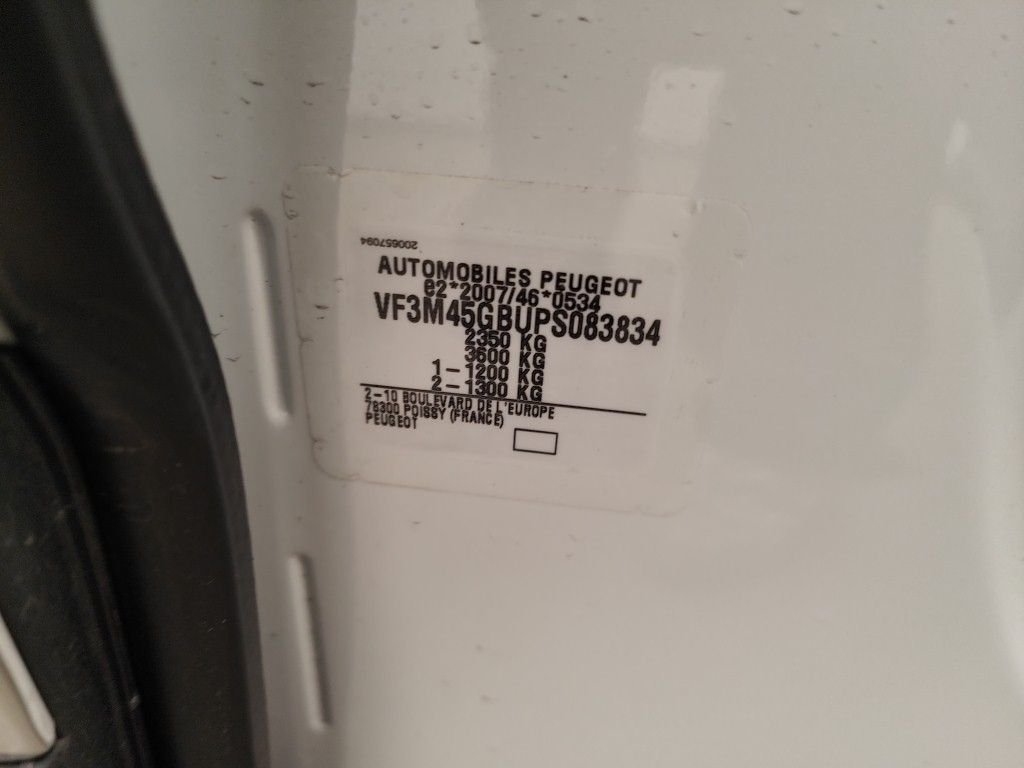 200657094
AUTOMOBILES PEUGEOT
e2*2007/46*0534
VF3M45GBUPS083834
2350 KG
3600 KG
1-1200 KG
2-1300 KG
2-10 BOULEVARD DE L'EUROPE
78300 POISSY (FRANCE)
PEUGEOT